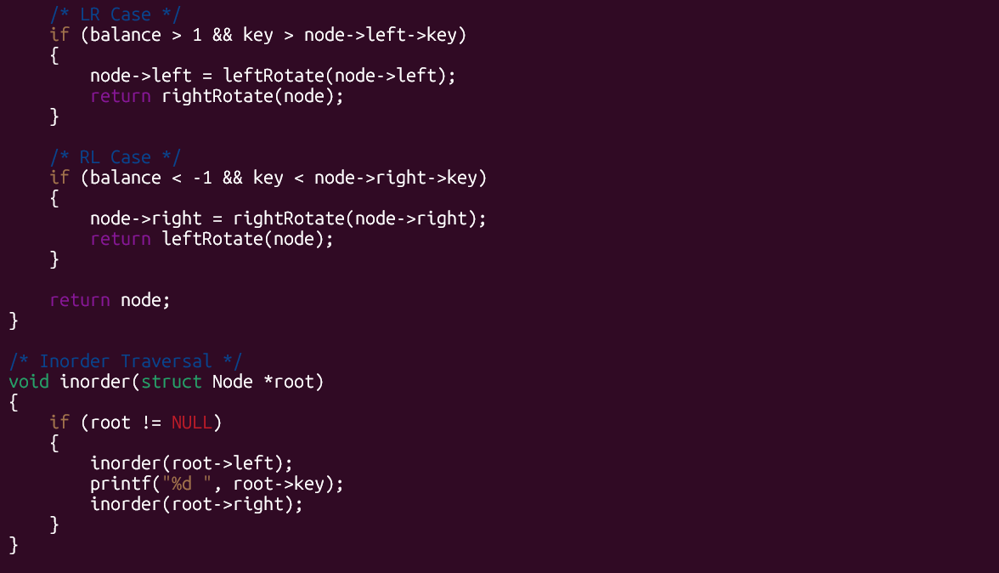 /* LR Case */
    if (balance > 1 && key > node->left->key)
    {
        node->left = leftRotate(node->left);
        return rightRotate(node);
    }

    /* RL Case */
    if (balance < -1 && key < node->right->key)
    {
        node->right = rightRotate(node->right);
        return leftRotate(node);
    }

    return node;
}

/* Inorder Traversal */
void inorder(struct Node *root)
{
    if (root != NULL)
    {
        inorder(root->left);
        printf("%d ", root->key);
        inorder(root->right);
    }
}